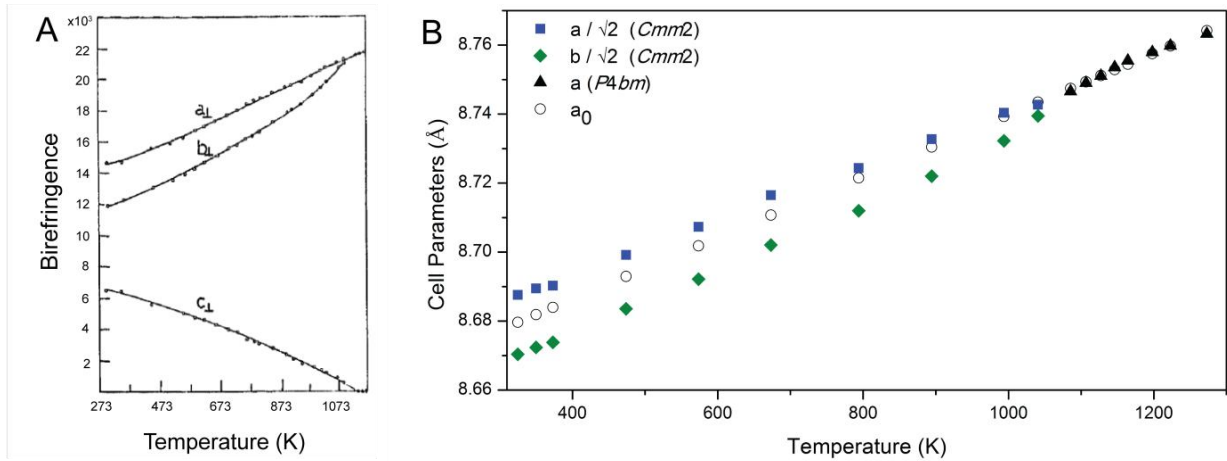 A
x10³
22
20
18
16
14
12
10
8
6
4
2
a⊥
b⊥
c⊥
273
473
673
873
1073
Birefringence
Temperature (K)
B
a / √2 (Cmm2)
b / √2 (Cmm2)
a (P4bm)
a₀
8.76
8.74
8.72
8.70
8.68
8.66
400
600
800
1000
1200
Cell Parameters (Å)
Temperature (K)